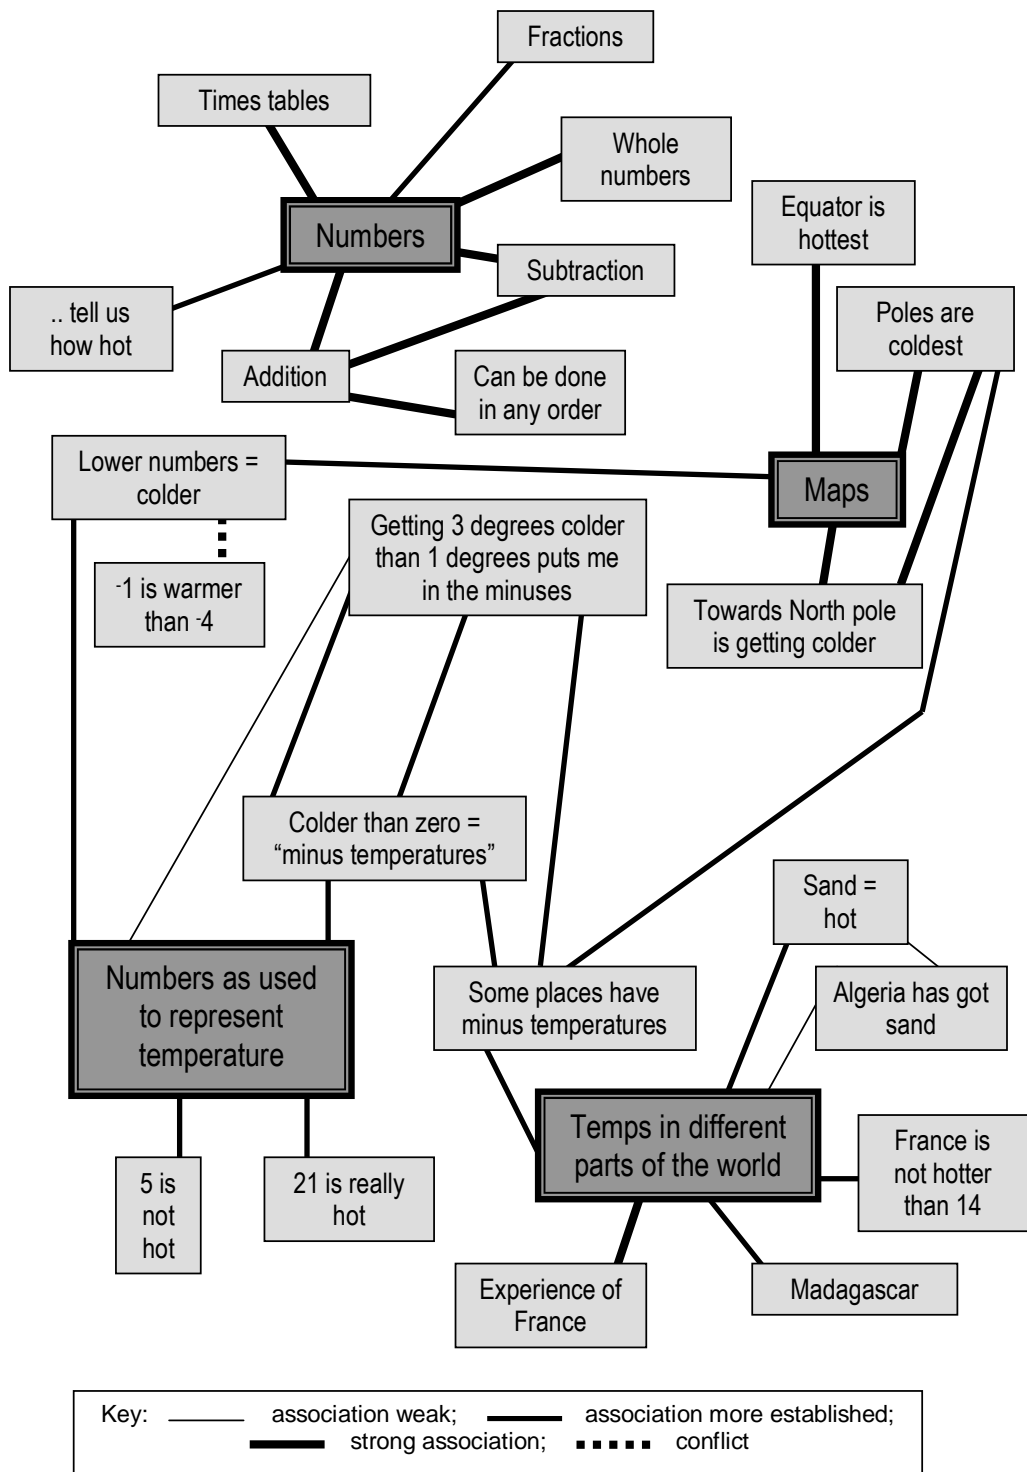 Fractions
Times tables
Whole
numbers
Equator is
hottest
Numbers
Subtraction
.. tell us
how hot
Poles are
coldest
Addition
Can be done
in any order
Lower numbers =
colder
Maps
Getting 3 degrees colder
than 1 degrees puts me
in the minuses
-1 is warmer
than -4
Towards North pole
is getting colder
Colder than zero =
“minus temperatures”
Sand =
hot
Numbers as used
to represent
temperature
Some places have
minus temperatures
Algeria has got
sand
Temps in different
parts of the world
France is
not hotter
than 14
5 is
not
hot
21 is really
hot
Experience of
France
Madagascar
Key: association weak; association more established;
strong association; conflict